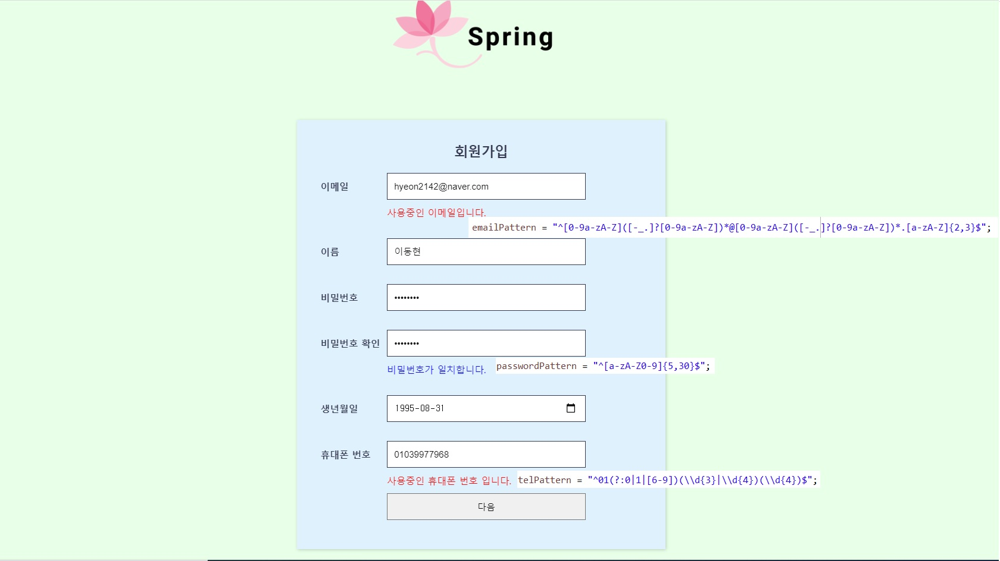 Spring
회원가입
이메일
hyeon2142@naver.com
사용중인 이메일입니다.
emailPattern = "^[0-9a-zA-Z]([-_.]?[0-9a-zA-Z])*@[0-9a-zA-Z]([-_.]?[0-9a-zA-Z])*.[a-zA-Z]{2,3}$";
이름
이동현
비밀번호
••••••••
비밀번호 확인
••••••••
비밀번호가 일치합니다.
passwordPattern = "^[a-zA-Z0-9]{5,30}$";
생년월일
1995-08-31
휴대폰 번호
01039977968
사용중인 휴대폰 번호 입니다.
telPattern = "^01(?:0|1|[6-9])(\\d{3}|\\d{4})(\\d{4})$";
다음